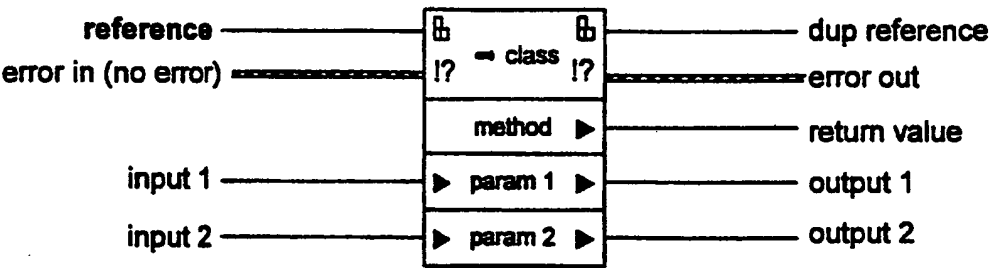 reference
dup reference
error in (no error)
!? class !?
error out
method
return value
input 1
param 1
output 1
input 2
param 2
output 2